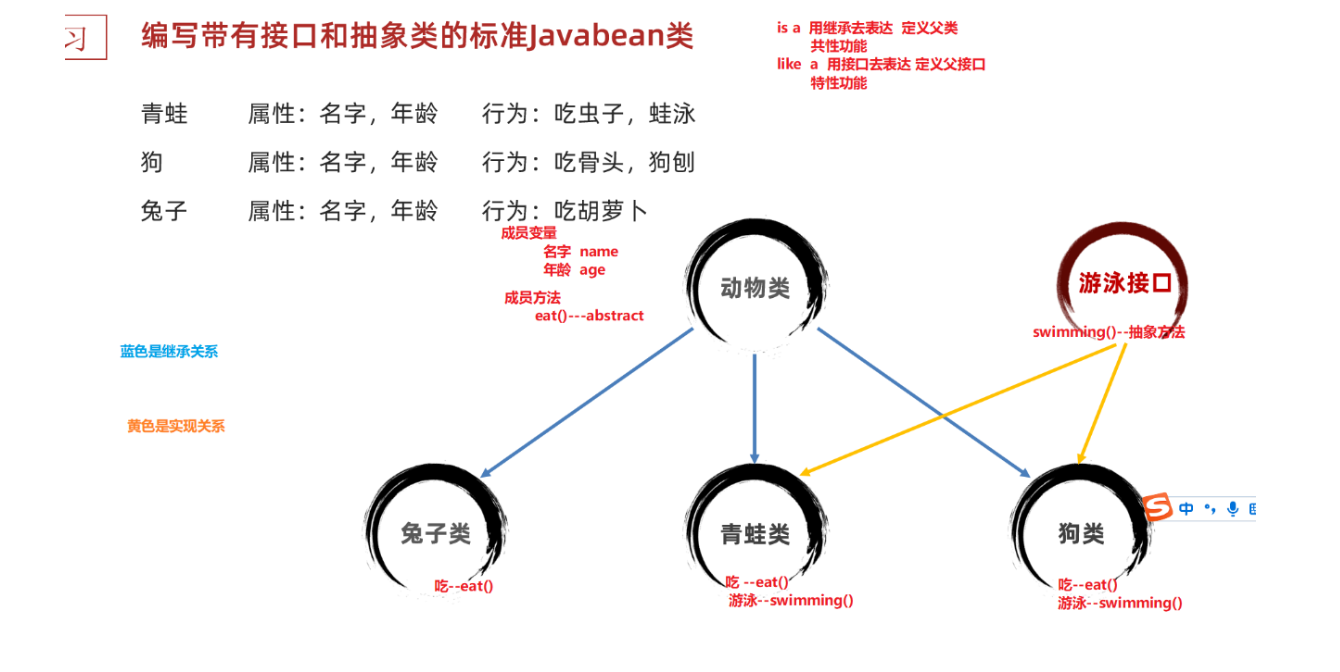 习
编写带有接口和抽象类的标准Javabean类
is a 用继承去表达 定义父类
共性功能
like a 用接口去表达 定义父接口
特性功能
青蛙 属性：名字，年龄 行为：吃虫子，蛙泳
狗 属性：名字，年龄 行为：吃骨头，狗刨
兔子 属性：名字，年龄 行为：吃胡萝卜
成员变量
名字 name
年龄 age
成员方法
eat()---abstract
动物类
游泳接口
swimming()--抽象方法
蓝色是继承关系
黄色是实现关系
兔子类
吃--eat()
青蛙类
吃 --eat()
游泳--swimming()
狗类
吃--eat()
游泳--swimming()
S 中